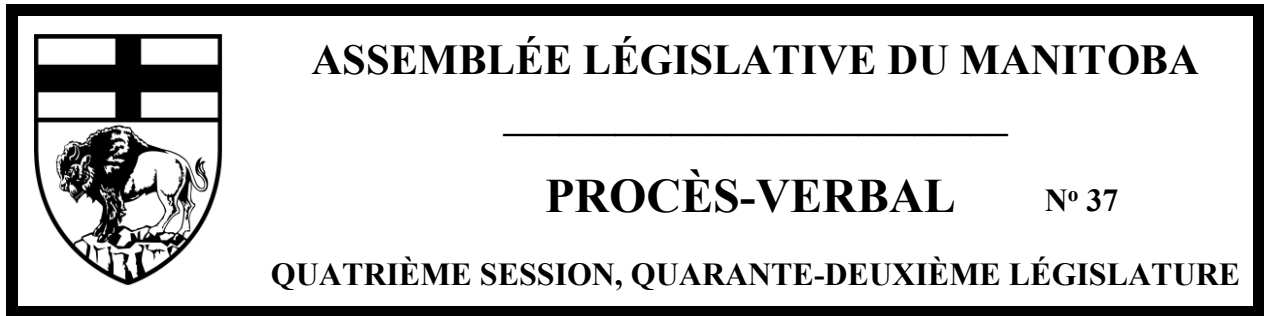 ASSEMBLÉE LÉGISLATIVE DU MANITOBA
PROCÈS-VERBAL Nº 37
QUATRIÈME SESSION, QUARANTE-DEUXIÈME LÉGISLATURE